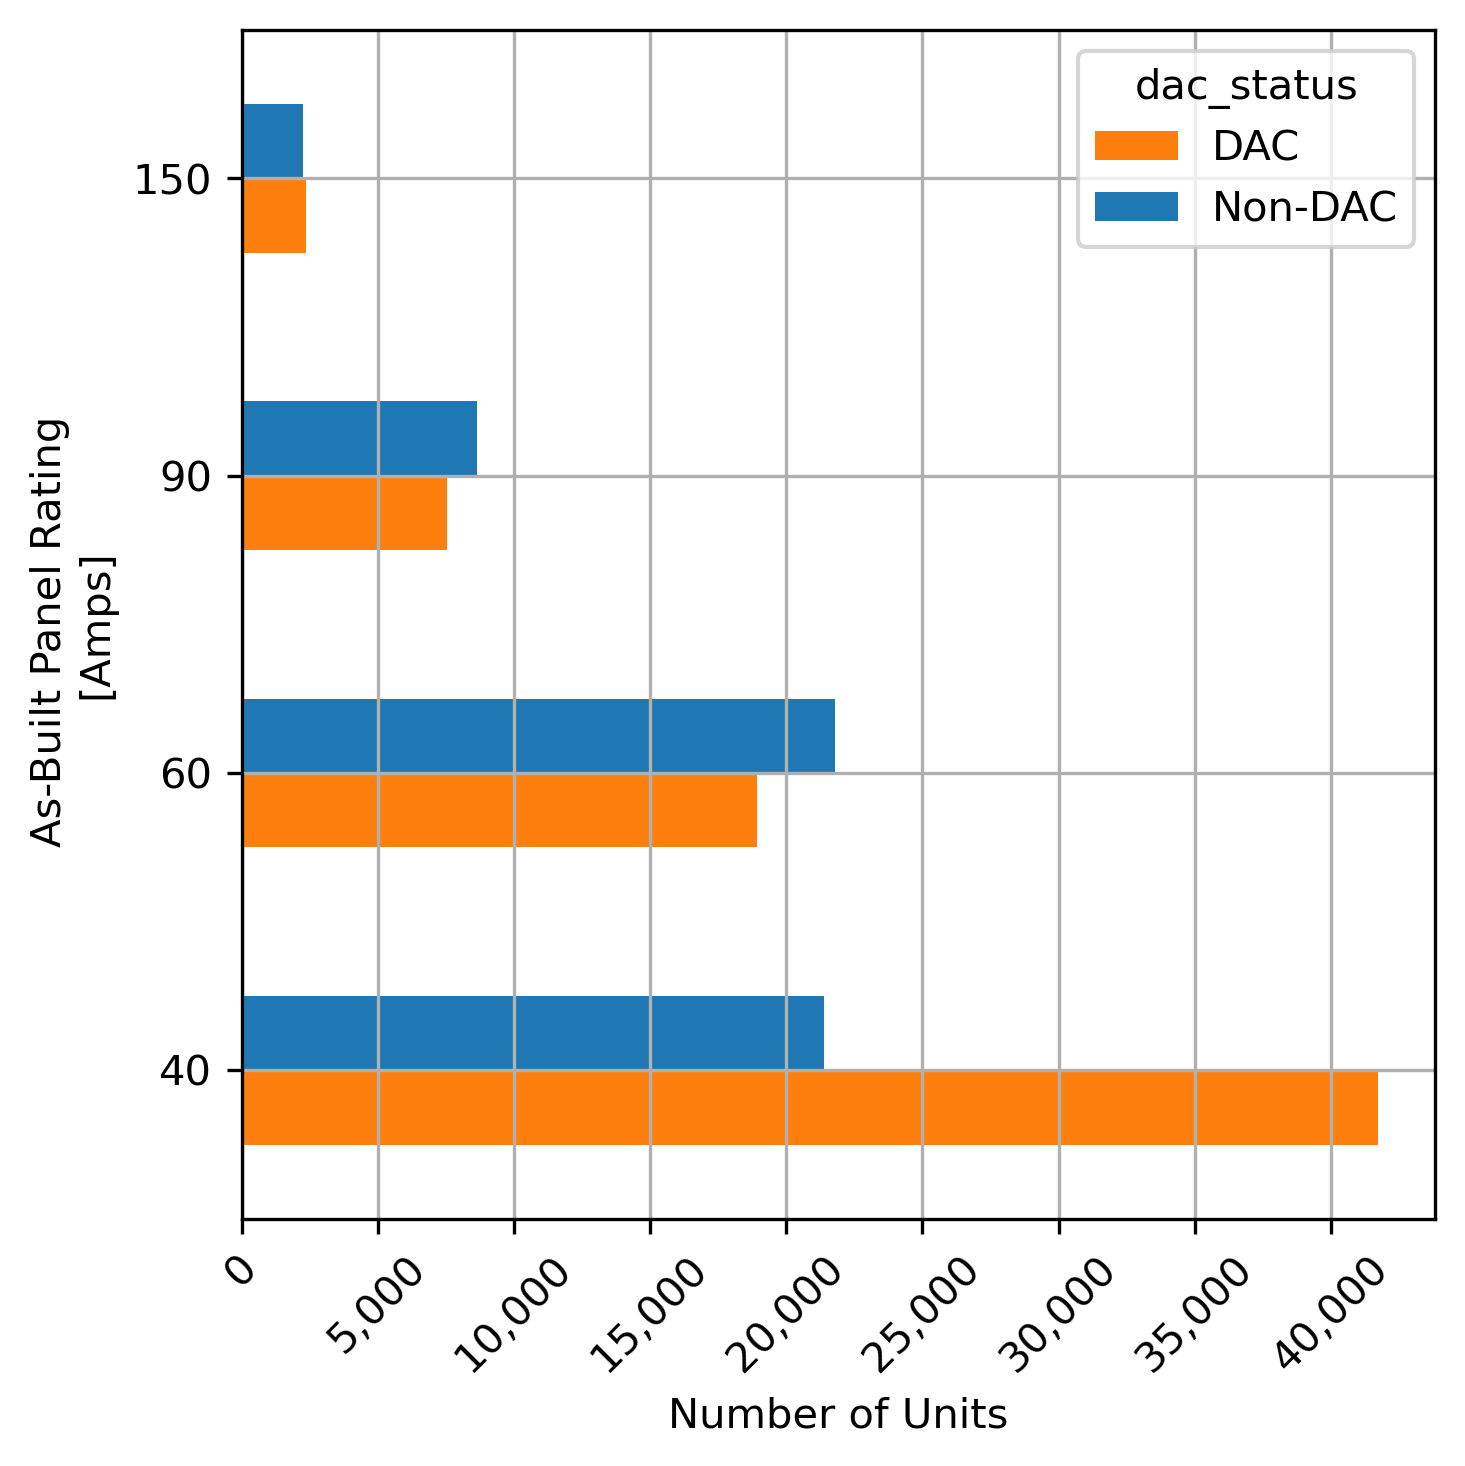 dac_status
DAC
Non-DAC
As-Built Panel Rating
[Amps]
150
90
60
40
0
5,000
10,000
15,000
20,000
25,000
30,000
35,000
40,000
Number of Units